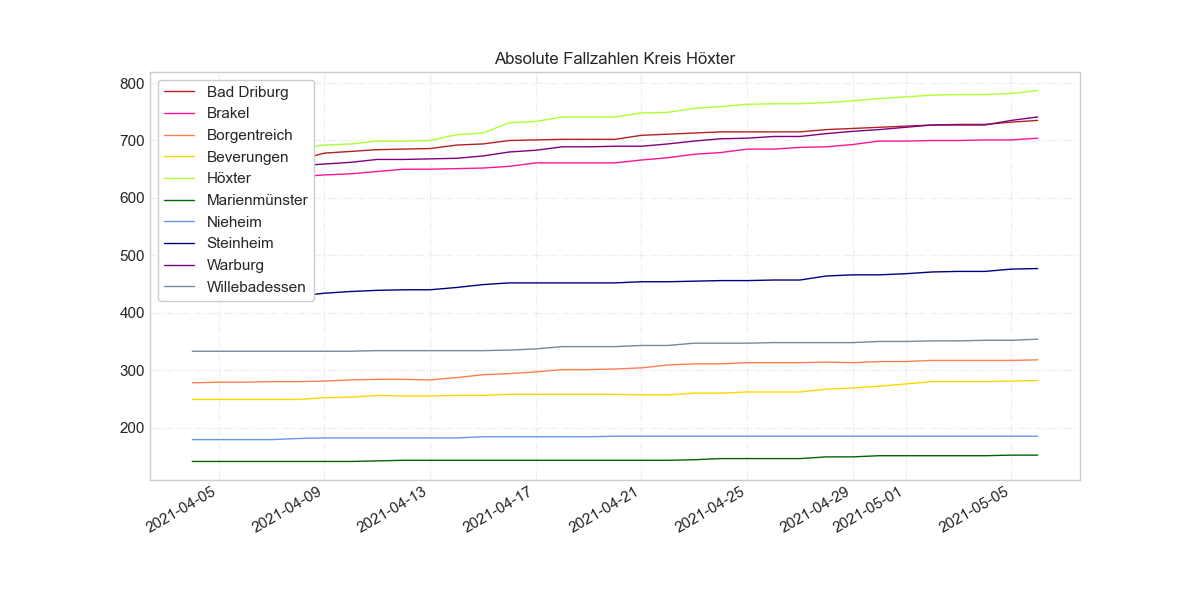 Absolute Fallzahlen Kreis Höxter
800
700
600
500
400
300
200
Bad Driburg
Brakel
Borgentreich
Beverungen
Höxter
Marienmünster
Nieheim
Steinheim
Warburg
Willebadessen
2021-04-05
2021-04-09
2021-04-13
2021-04-17
2021-04-21
2021-04-25
2021-04-29
2021-05-01
2021-05-05